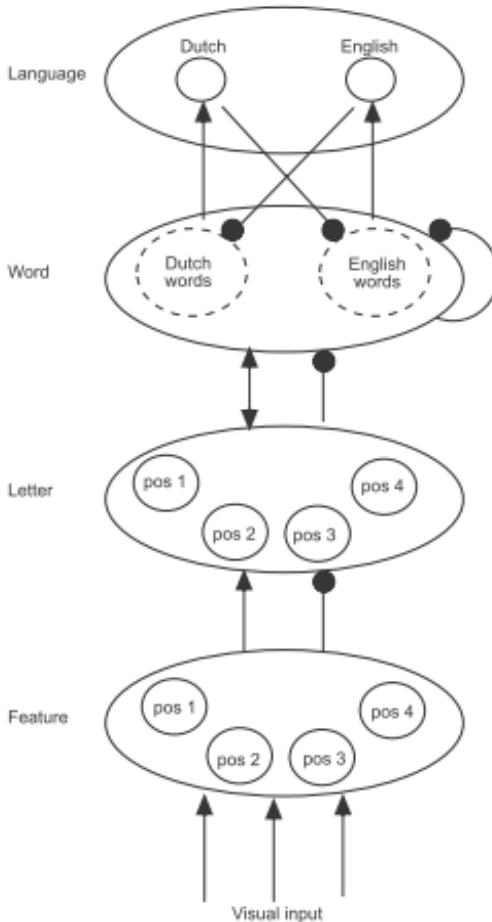 Dutch English
Language
Dutch
words
English
words
Word
pos 1
pos 4
Letter
pos 2
pos 3
pos 1
pos 4
Feature
pos 2
pos 3
Visual input